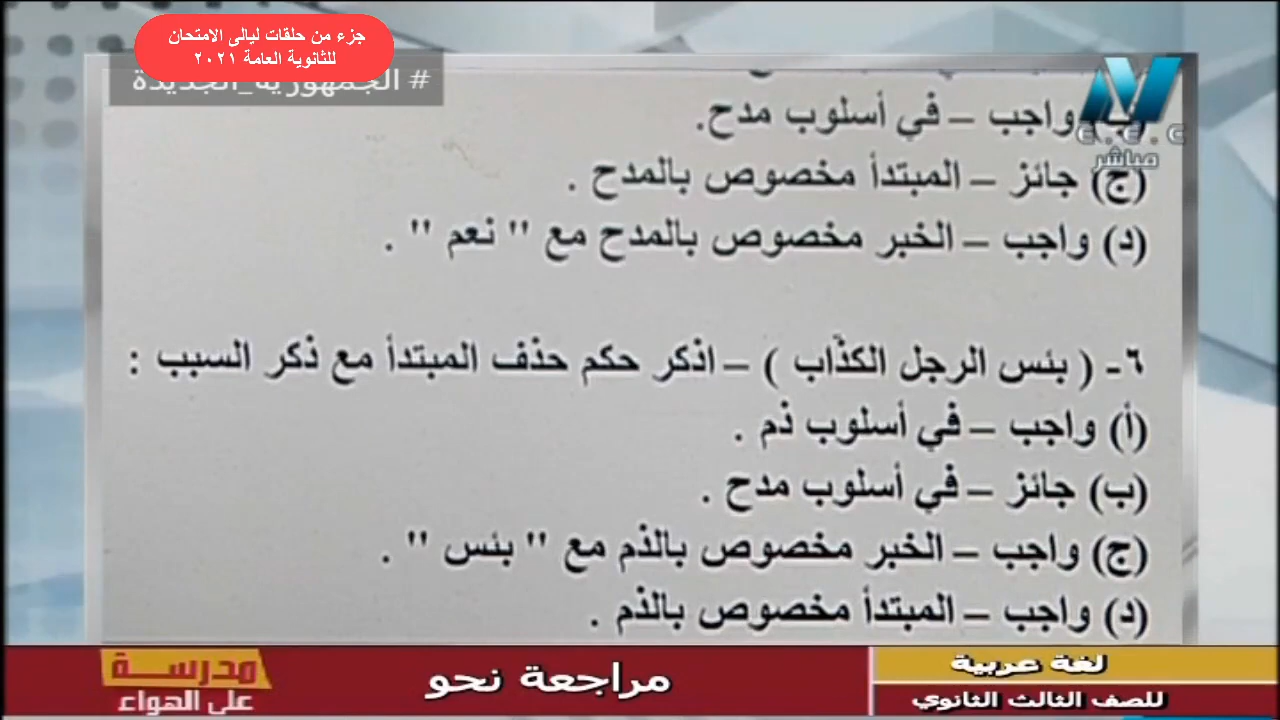 جزء من حلقات ليالى الامتحان
للثانوية العامة ٢٠٢١
# الجمهورية_الجديدة
(ب) واجب – في أسلوب مدح.
e.e.c
مباشر
(ج) جائز – المبتدأ مخصوص بالمدح .
(د) واجب – الخبر مخصوص بالمدح مع " نعم " .
٦- ( بئس الرجل الكذّاب ) – اذكر حكم حذف المبتدأ مع ذكر السبب :
(أ) واجب – في أسلوب ذم .
(ب) جائز – في أسلوب مدح .
(ج) واجب – الخبر مخصوص بالذم مع " بئس " .
(د) واجب – المبتدأ مخصوص بالذم .
لغة عربية
للصف الثالث الثانوي
مراجعة نحو
مدرسة
على الهواء